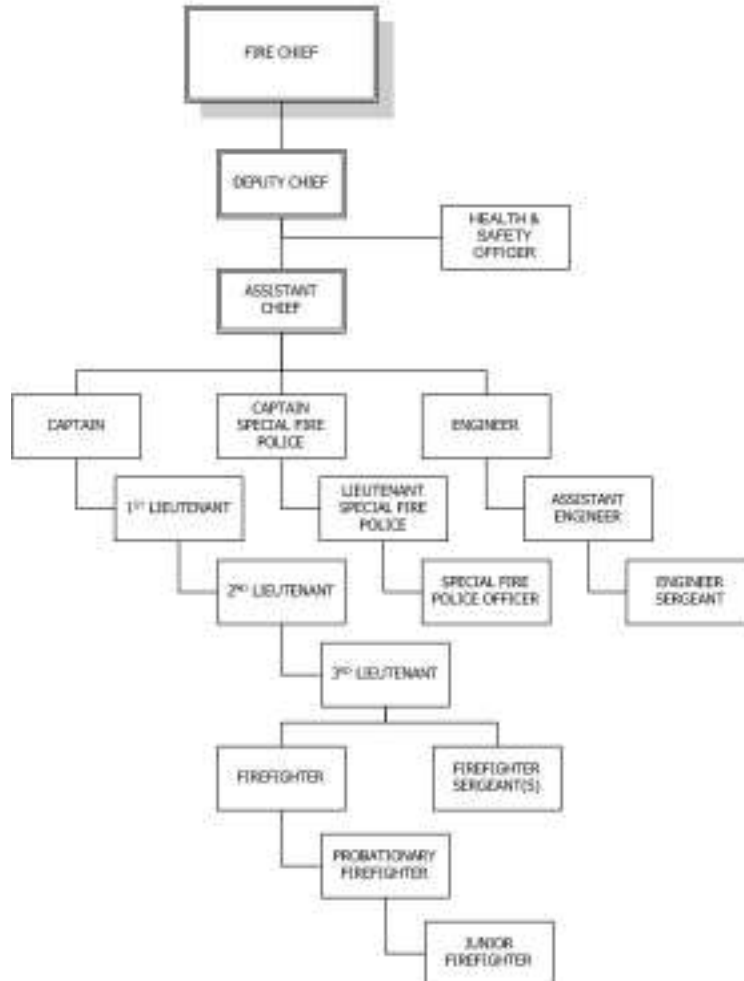 FIRE CHIEF
DEPUTY CHIEF
HEALTH &
SAFETY
OFFICER
ASSISTANT
CHIEF
CAPTAIN
CAPTAIN
SPECIAL FIRE
POLICE
ENGINEER
1ST LIEUTENANT
LIEUTENANT
SPECIAL FIRE
POLICE
ASSISTANT
ENGINEER
2ND LIEUTENANT
SPECIAL FIRE
POLICE OFFICER
ENGINEER
SERGEANT
3RD LIEUTENANT
FIREFIGHTER
FIREFIGHTER
SERGEANT(S)
PROBATIONARY
FIREFIGHTER
JUNIOR
FIREFIGHTER